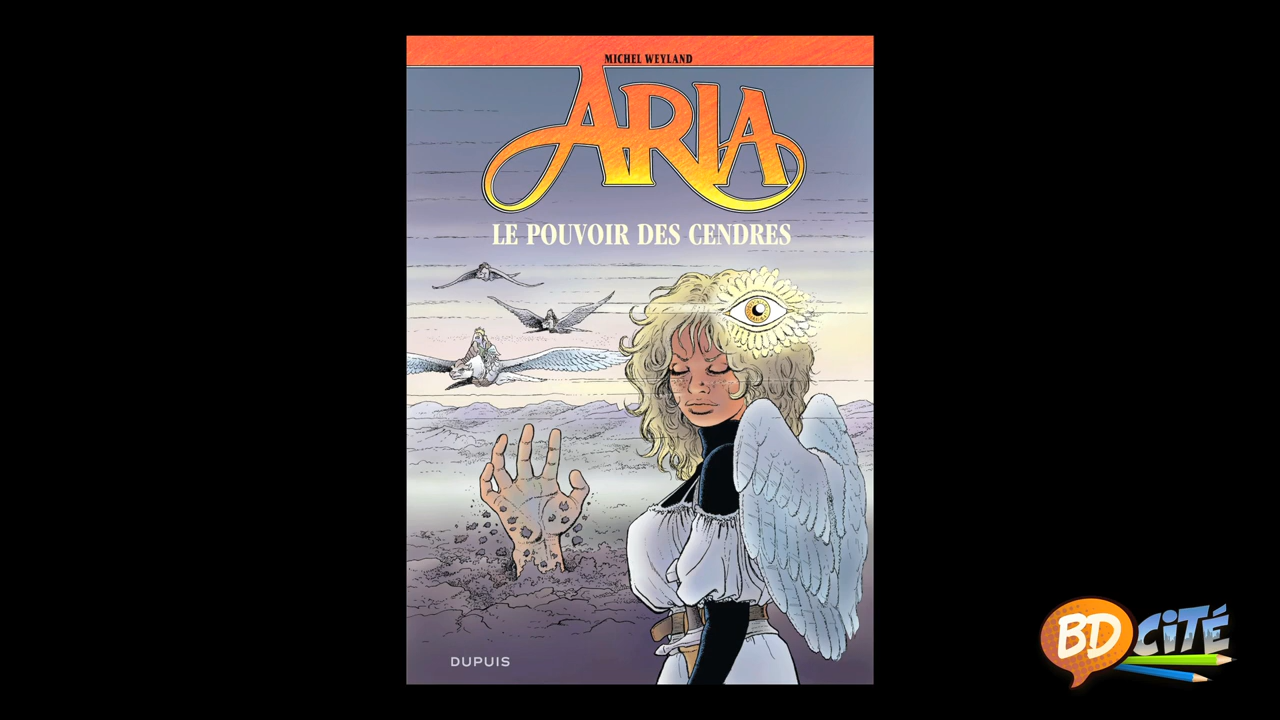 MICHEL WEYLAND
ARIA
LE POUVOIR DES CENDRES
DUPUIS
BD CITÉ